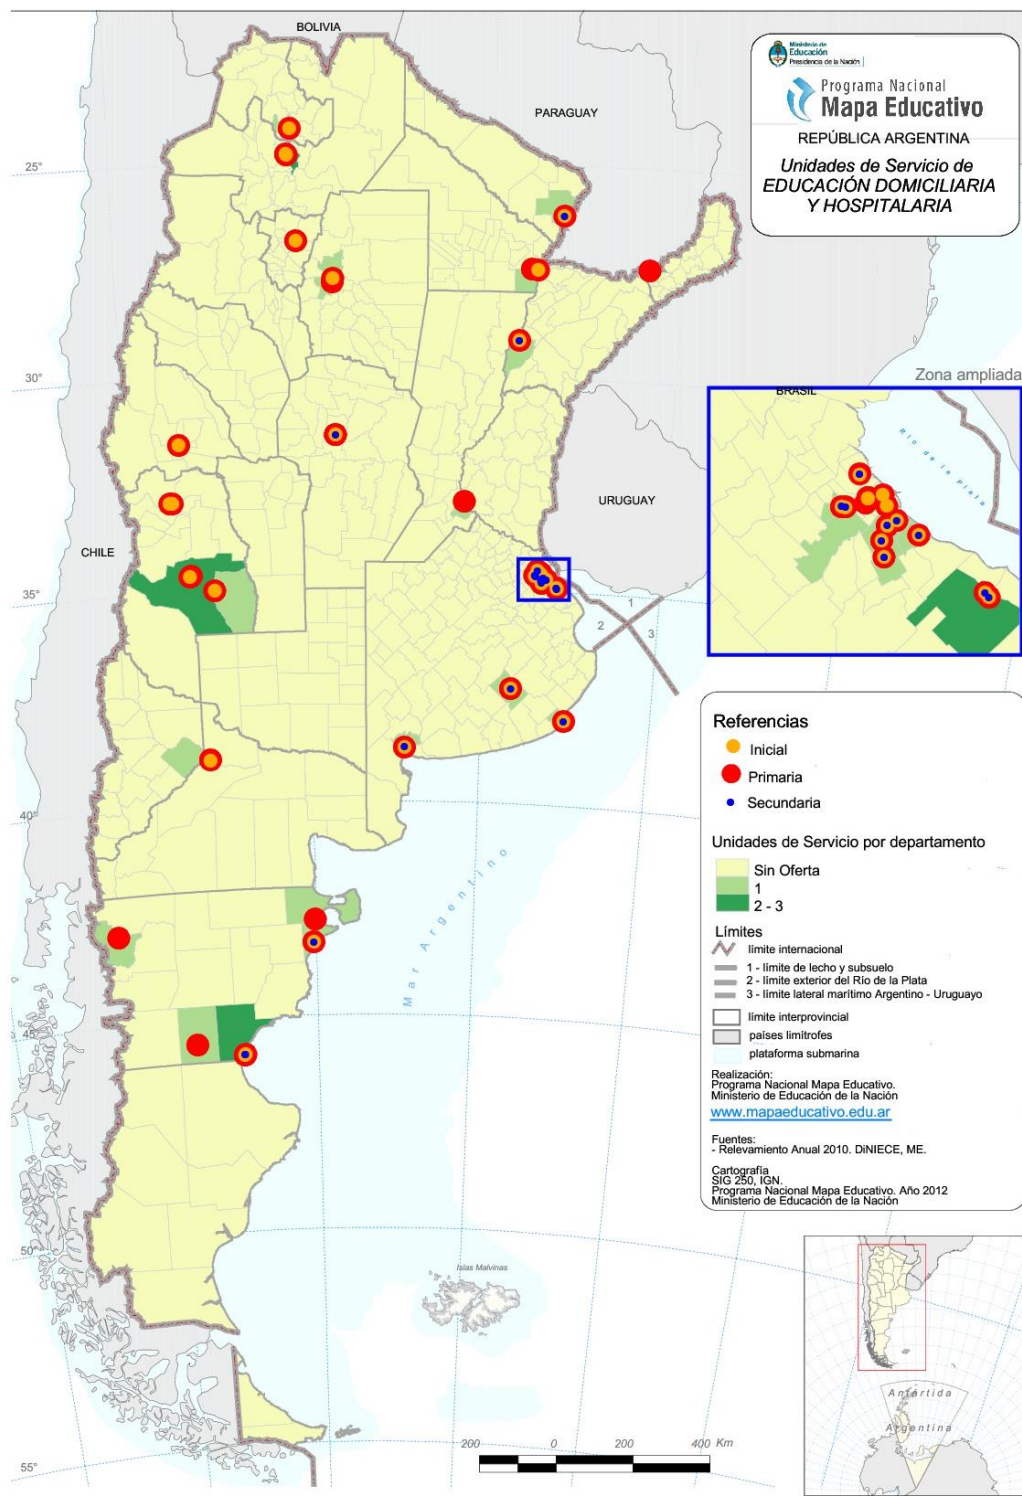 BOLIVIA
PARAGUAY
Ministerio de
Educación
Presidencia de la Nación
Programa Nacional
Mapa Educativo
REPÚBLICA ARGENTINA
Unidades de Servicio de
EDUCACIÓN DOMICILIARIA
Y HOSPITALARIA
25°
30°
Zona ampliada
BRASIL
Río de la Plata
URUGUAY
CHILE
35°
1
2
3
Referencias
Inicial
Primaria
Secundaria
Unidades de Servicio por departamento
Sin Oferta
1
2 - 3
Límites
límite internacional
1 - límite de lecho y subsuelo
2 - límite exterior del Río de la Plata
3 - límite lateral marítimo Argentino - Uruguayo
límite interprovincial
países limítrofes
plataforma submarina
Realización:
Programa Nacional Mapa Educativo.
Ministerio de Educación de la Nación
www.mapaeducativo.edu.ar
Fuentes:
- Relevamiento Anual 2010. DiNIECE, ME.
Cartografía
SIG 250, IGN.
Programa Nacional Mapa Educativo. Año 2012
Ministerio de Educación de la Nación
40°
Mar Argentino
45°
50°
Islas Malvinas
Antártida
Argentina
200 0 200 400 Km
55°